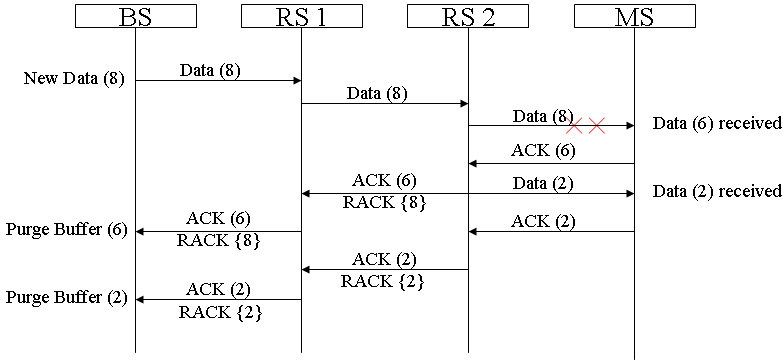 BS RS 1 RS 2 MS
New Data (8) Data (8)
Data (8)
Data (8) Data (6) received
ACK (6)
ACK (6) Data (2) Data (2) received
RACK {8}
Purge Buffer (6) ACK (6) ACK (2)
RACK {8}
ACK (2)
RACK {2}
Purge Buffer (2) ACK (2)
RACK {2}